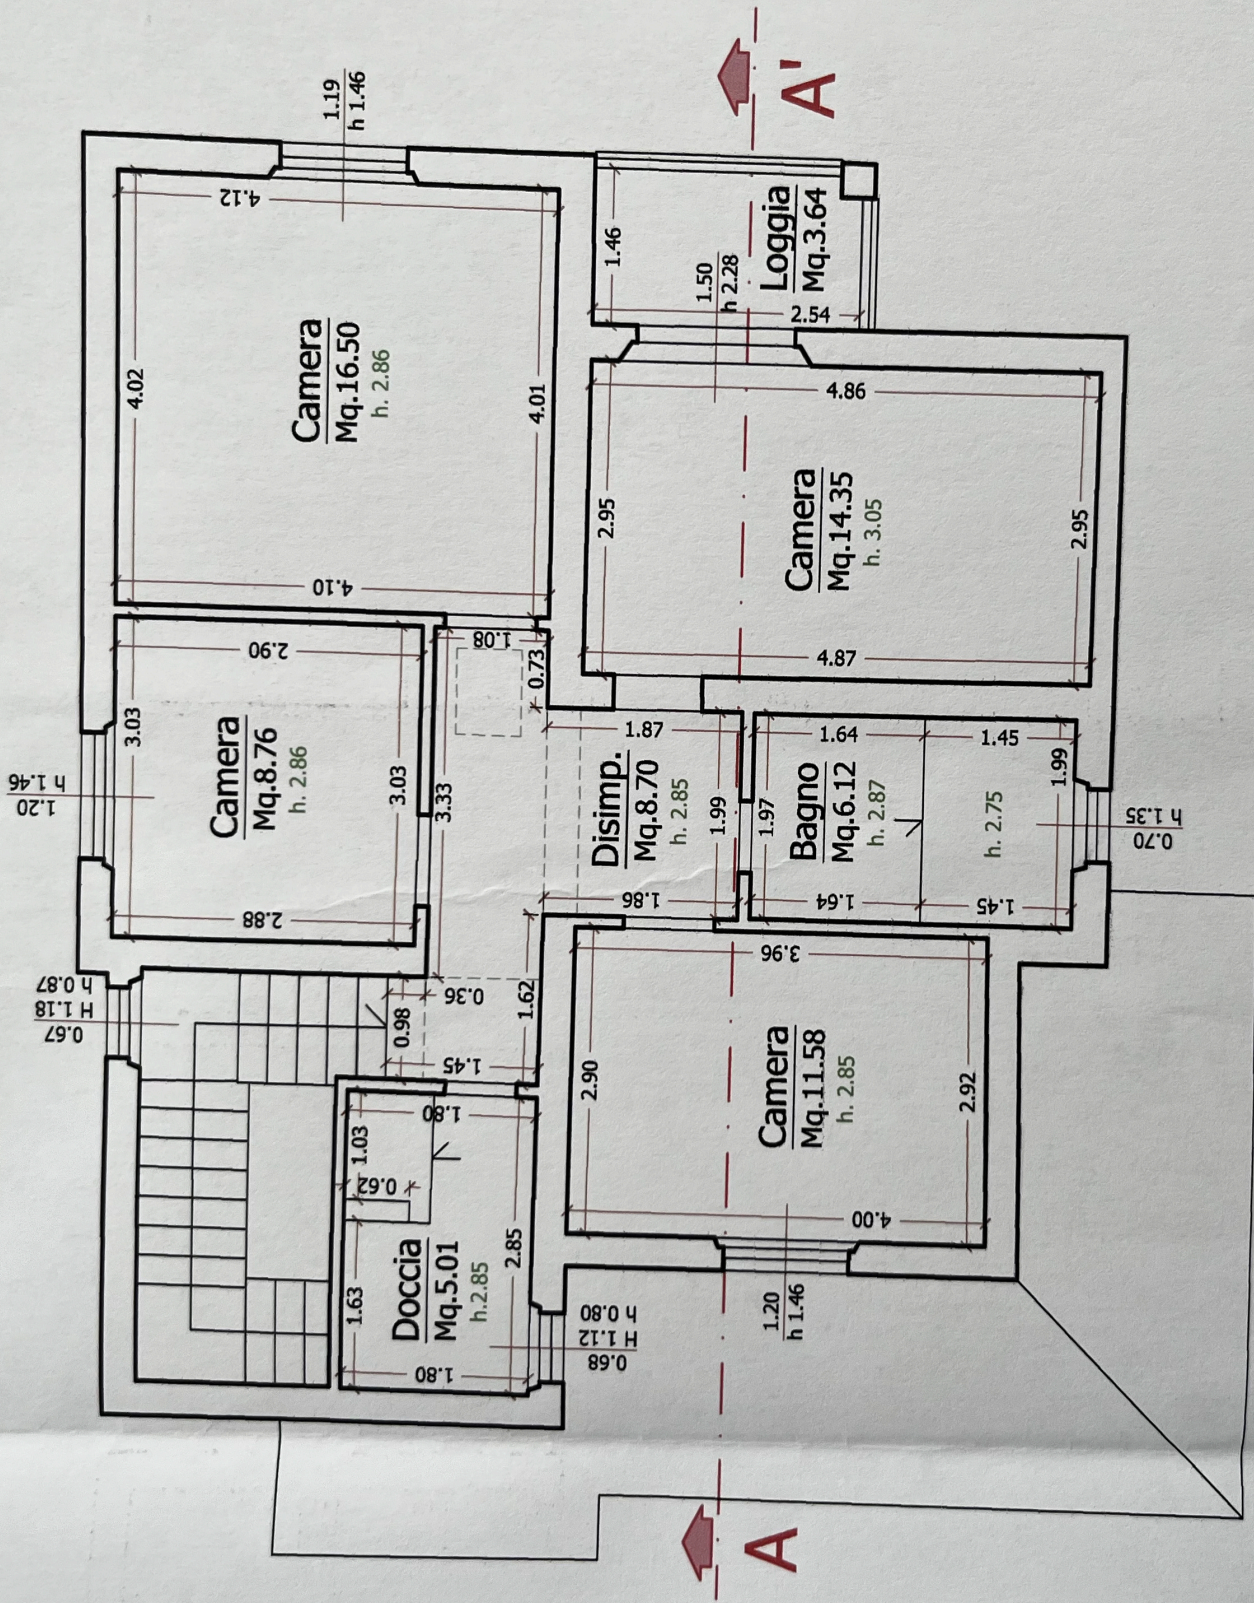 1.19
h 1.46
A'
4.12
4.02
Camera
Mq.16.50
h. 2.86
4.01
4.10
1.46
1.50
h 2.28
Loggia
Mq.3.64
2.54
4.86
2.95
Camera
Mq.14.35
h. 3.05
2.95
4.87
1.20
h 1.46
3.03
2.90
Camera
Mq.8.76
h. 2.86
3.03
2.88
1.08
0.73
3.33
1.87
Disimp.
Mq.8.70
h. 2.85
1.99
1.86
1.64
1.45
1.97
Bagno
Mq.6.12
h. 2.87
h. 2.75
1.99
1.64
1.45
0.70
h 1.35
0.67
H 1.18
h 0.87
0.98
0.36
1.62
1.45
1.80
1.03
0.62
1.63
Doccia
Mq.5.01
h.2.85
2.85
1.80
0.68
H 1.12
h 0.80
3.96
2.90
Camera
Mq.11.58
h. 2.85
2.92
4.00
1.20
h 1.46
A